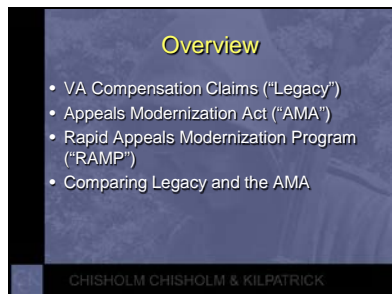 Overview
• VA Compensation Claims (“Legacy”)
• Appeals Modernization Act (“AMA”)
• Rapid Appeals Modernization Program
(“RAMP”)
• Comparing Legacy and the AMA
CK CHISHOLM CHISHOLM & KILPATRICK